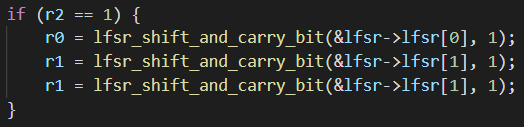 if (r2 == 1) {
    r0 = lfsr_shift_and_carry_bit(&lfsr->lfsr[0], 1);
    r1 = lfsr_shift_and_carry_bit(&lfsr->lfsr[1], 1);
    r1 = lfsr_shift_and_carry_bit(&lfsr->lfsr[1], 1);
}